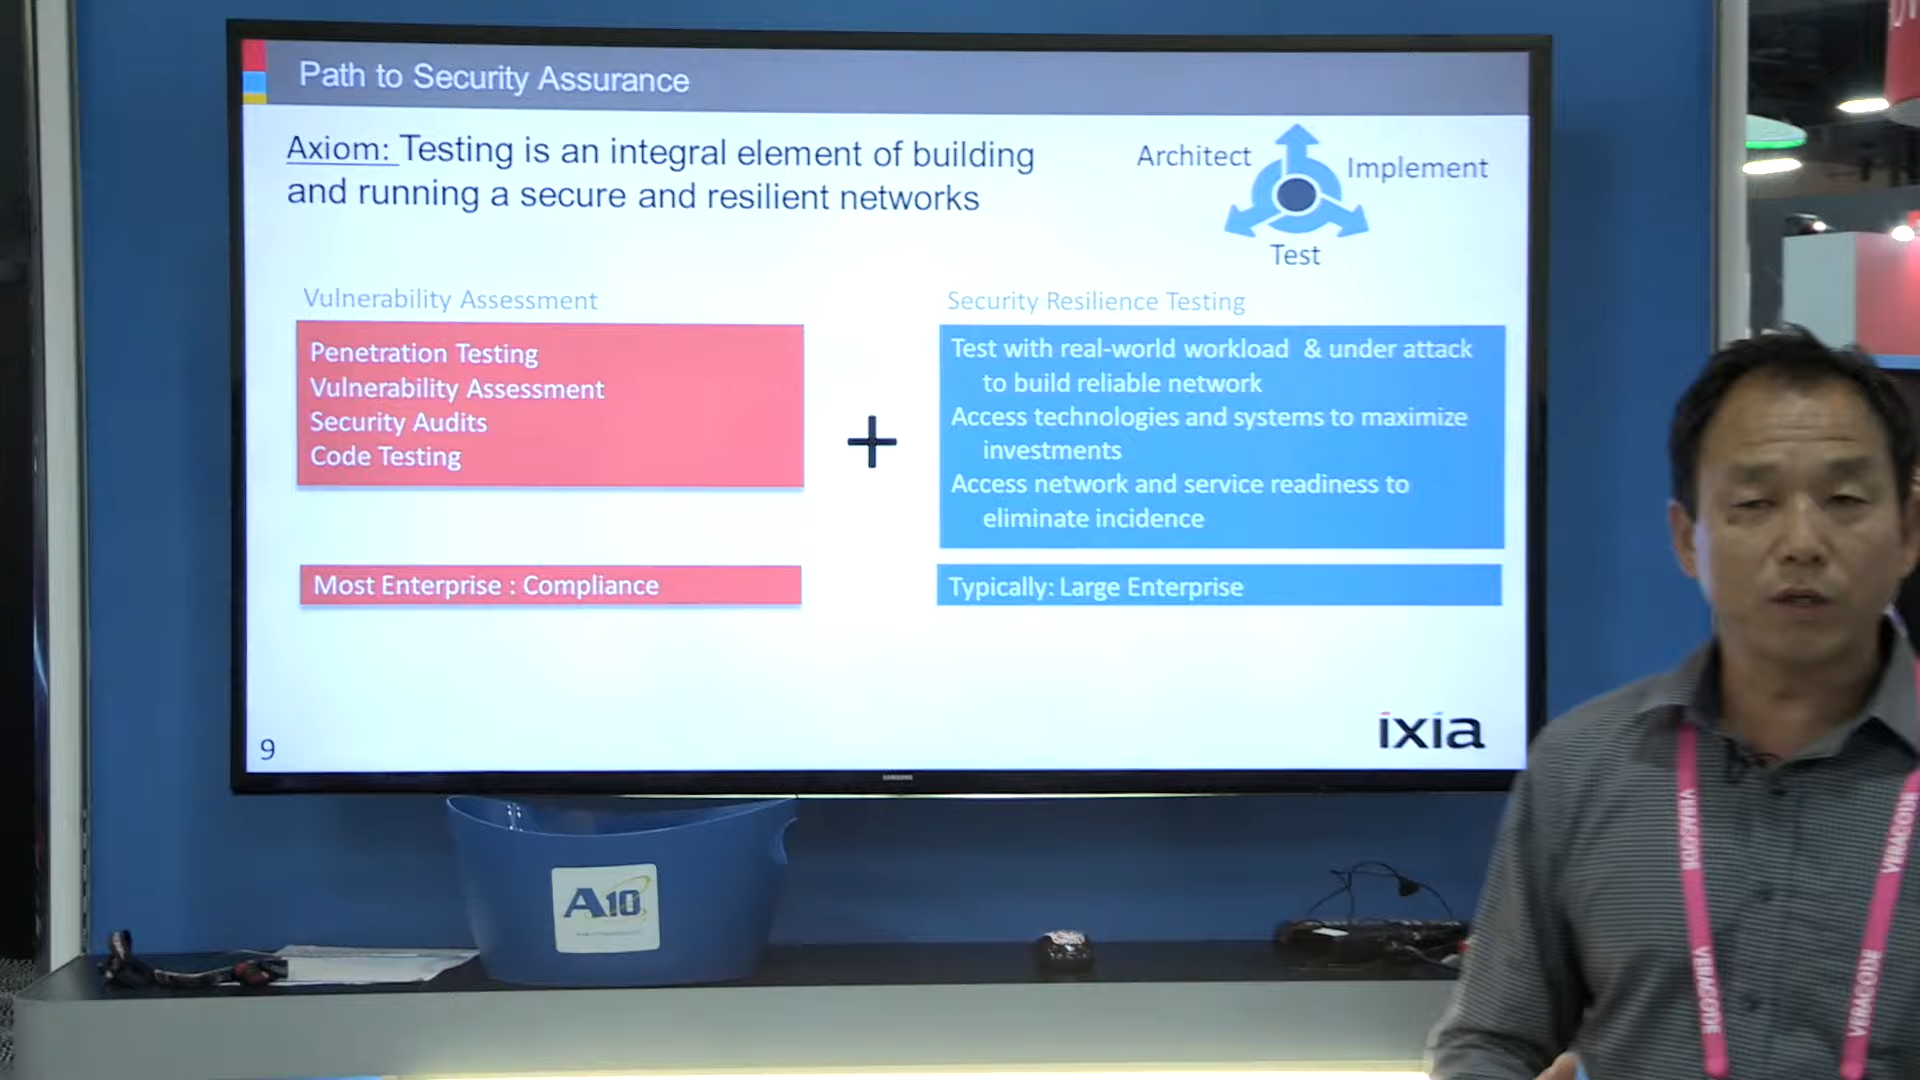 Path to Security Assurance
Axiom: Testing is an integral element of building
and running a secure and resilient networks
Architect
Implement
Test
Vulnerability Assessment
Penetration Testing
Vulnerability Assessment
Security Audits
Code Testing
+
Security Resilience Testing
Test with real-world workload & under attack
to build reliable network
Access technologies and systems to maximize
investments
Access network and service readiness to
eliminate incidence
Most Enterprise : Compliance
Typically: Large Enterprise
9
ixia
SAMSUNG
A10
VERACODE
VERACODE
VERACODE
VERACODE